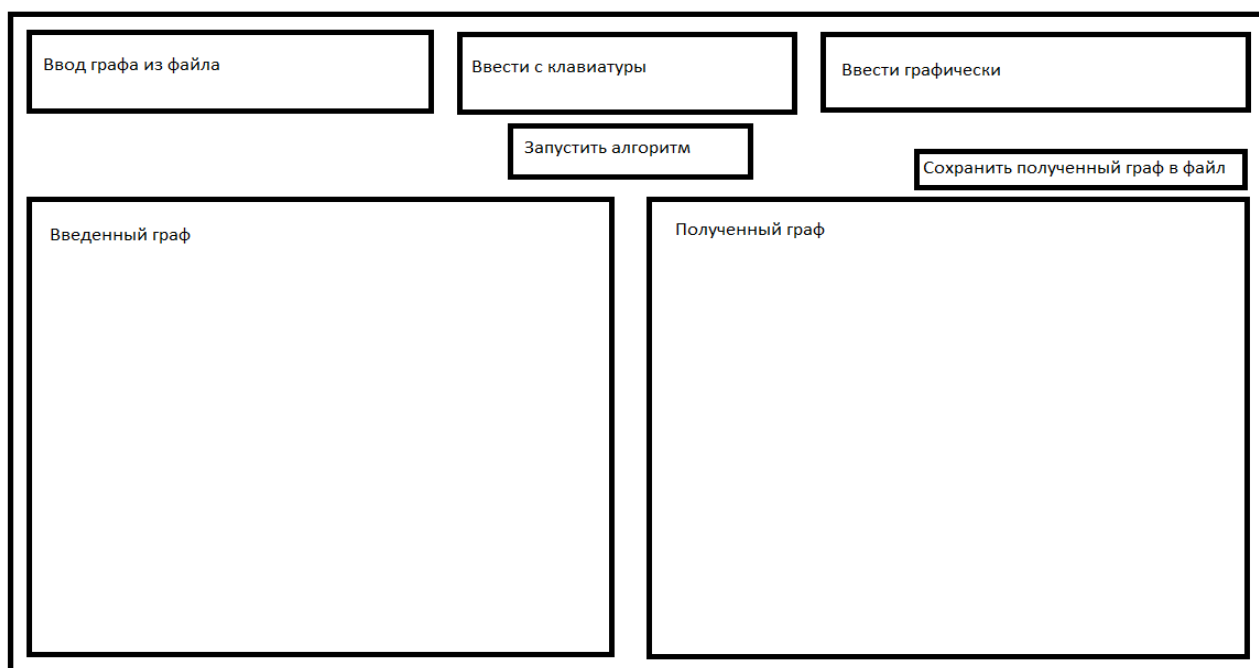 Ввод графа из файла
Ввести с клавиатуры
Ввести графически
Запустить алгоритм
Сохранить полученный граф в файл
Введенный граф
Полученный граф